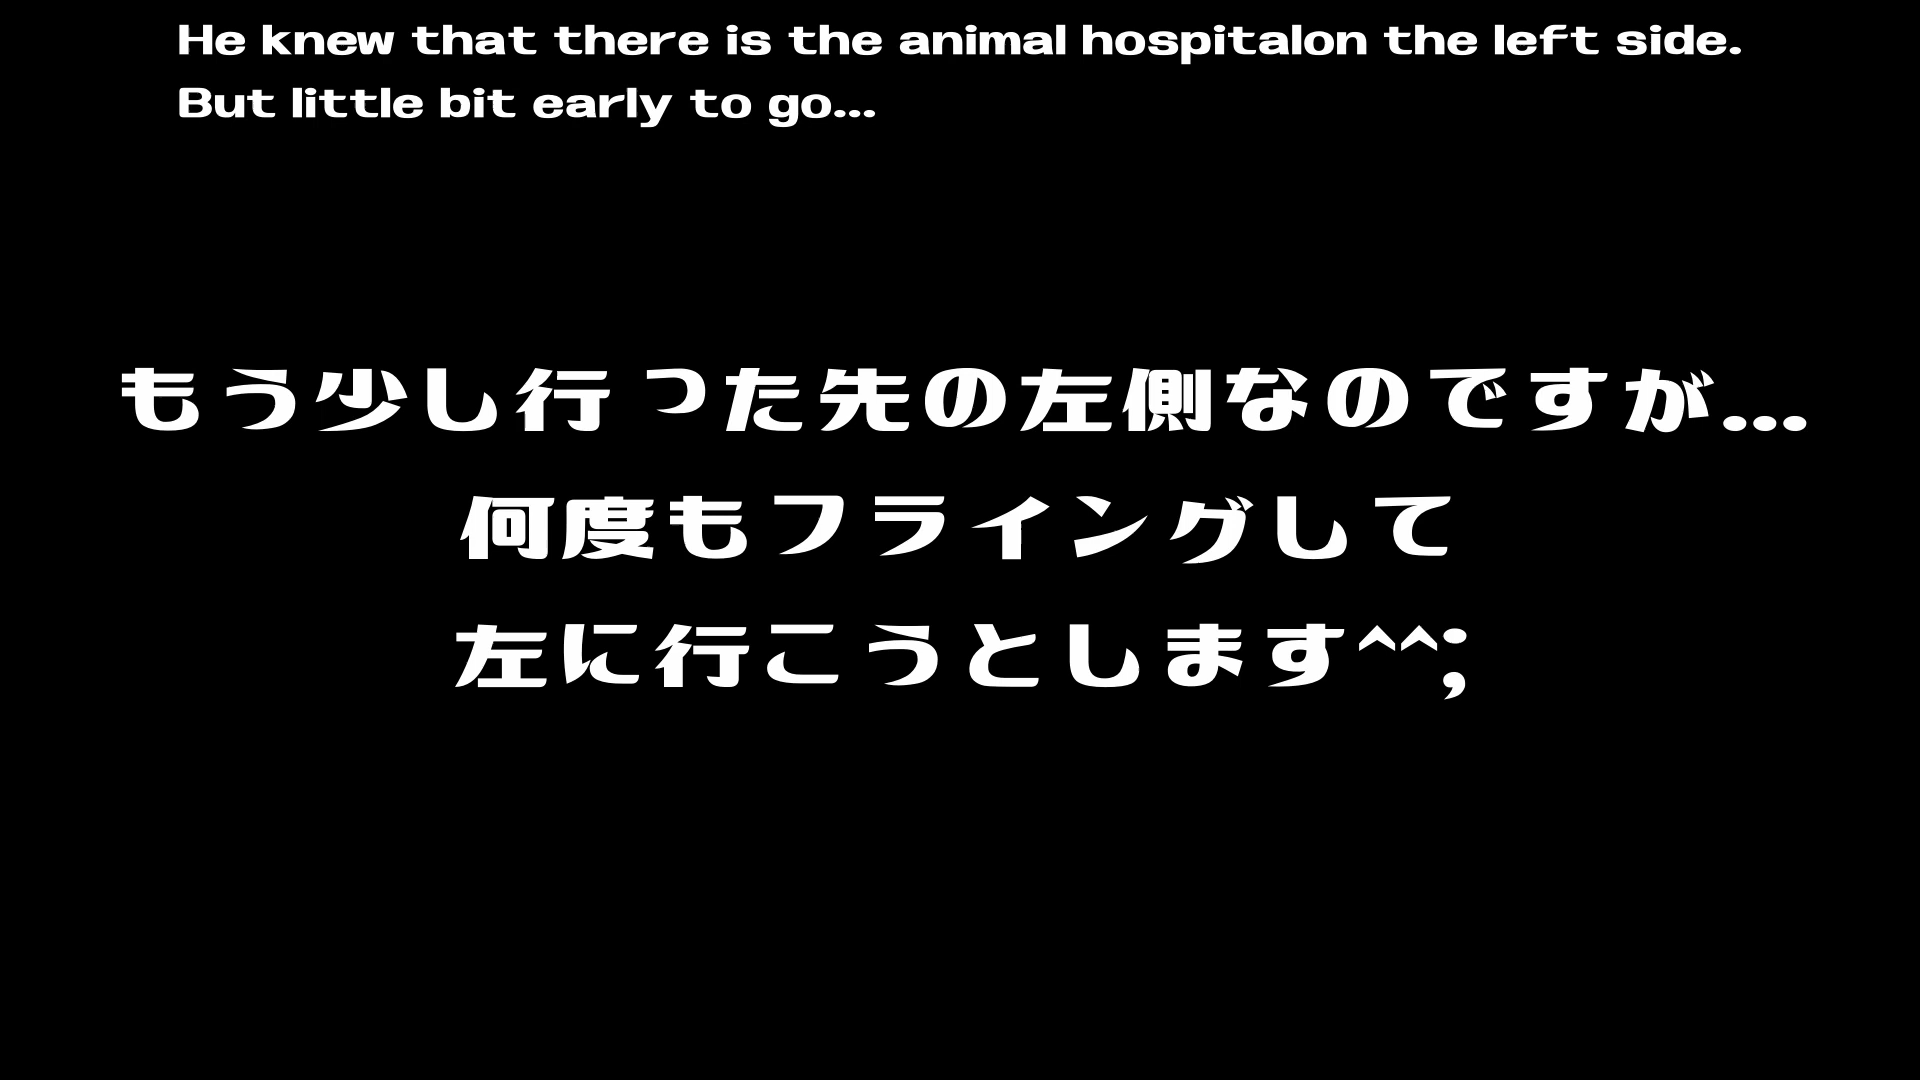 He knew that there is the animal hospitalon the left side.
But little bit early to go...
もう少し行った先の左側なのですが...
何度もフライングして
左に行こうとします^^;